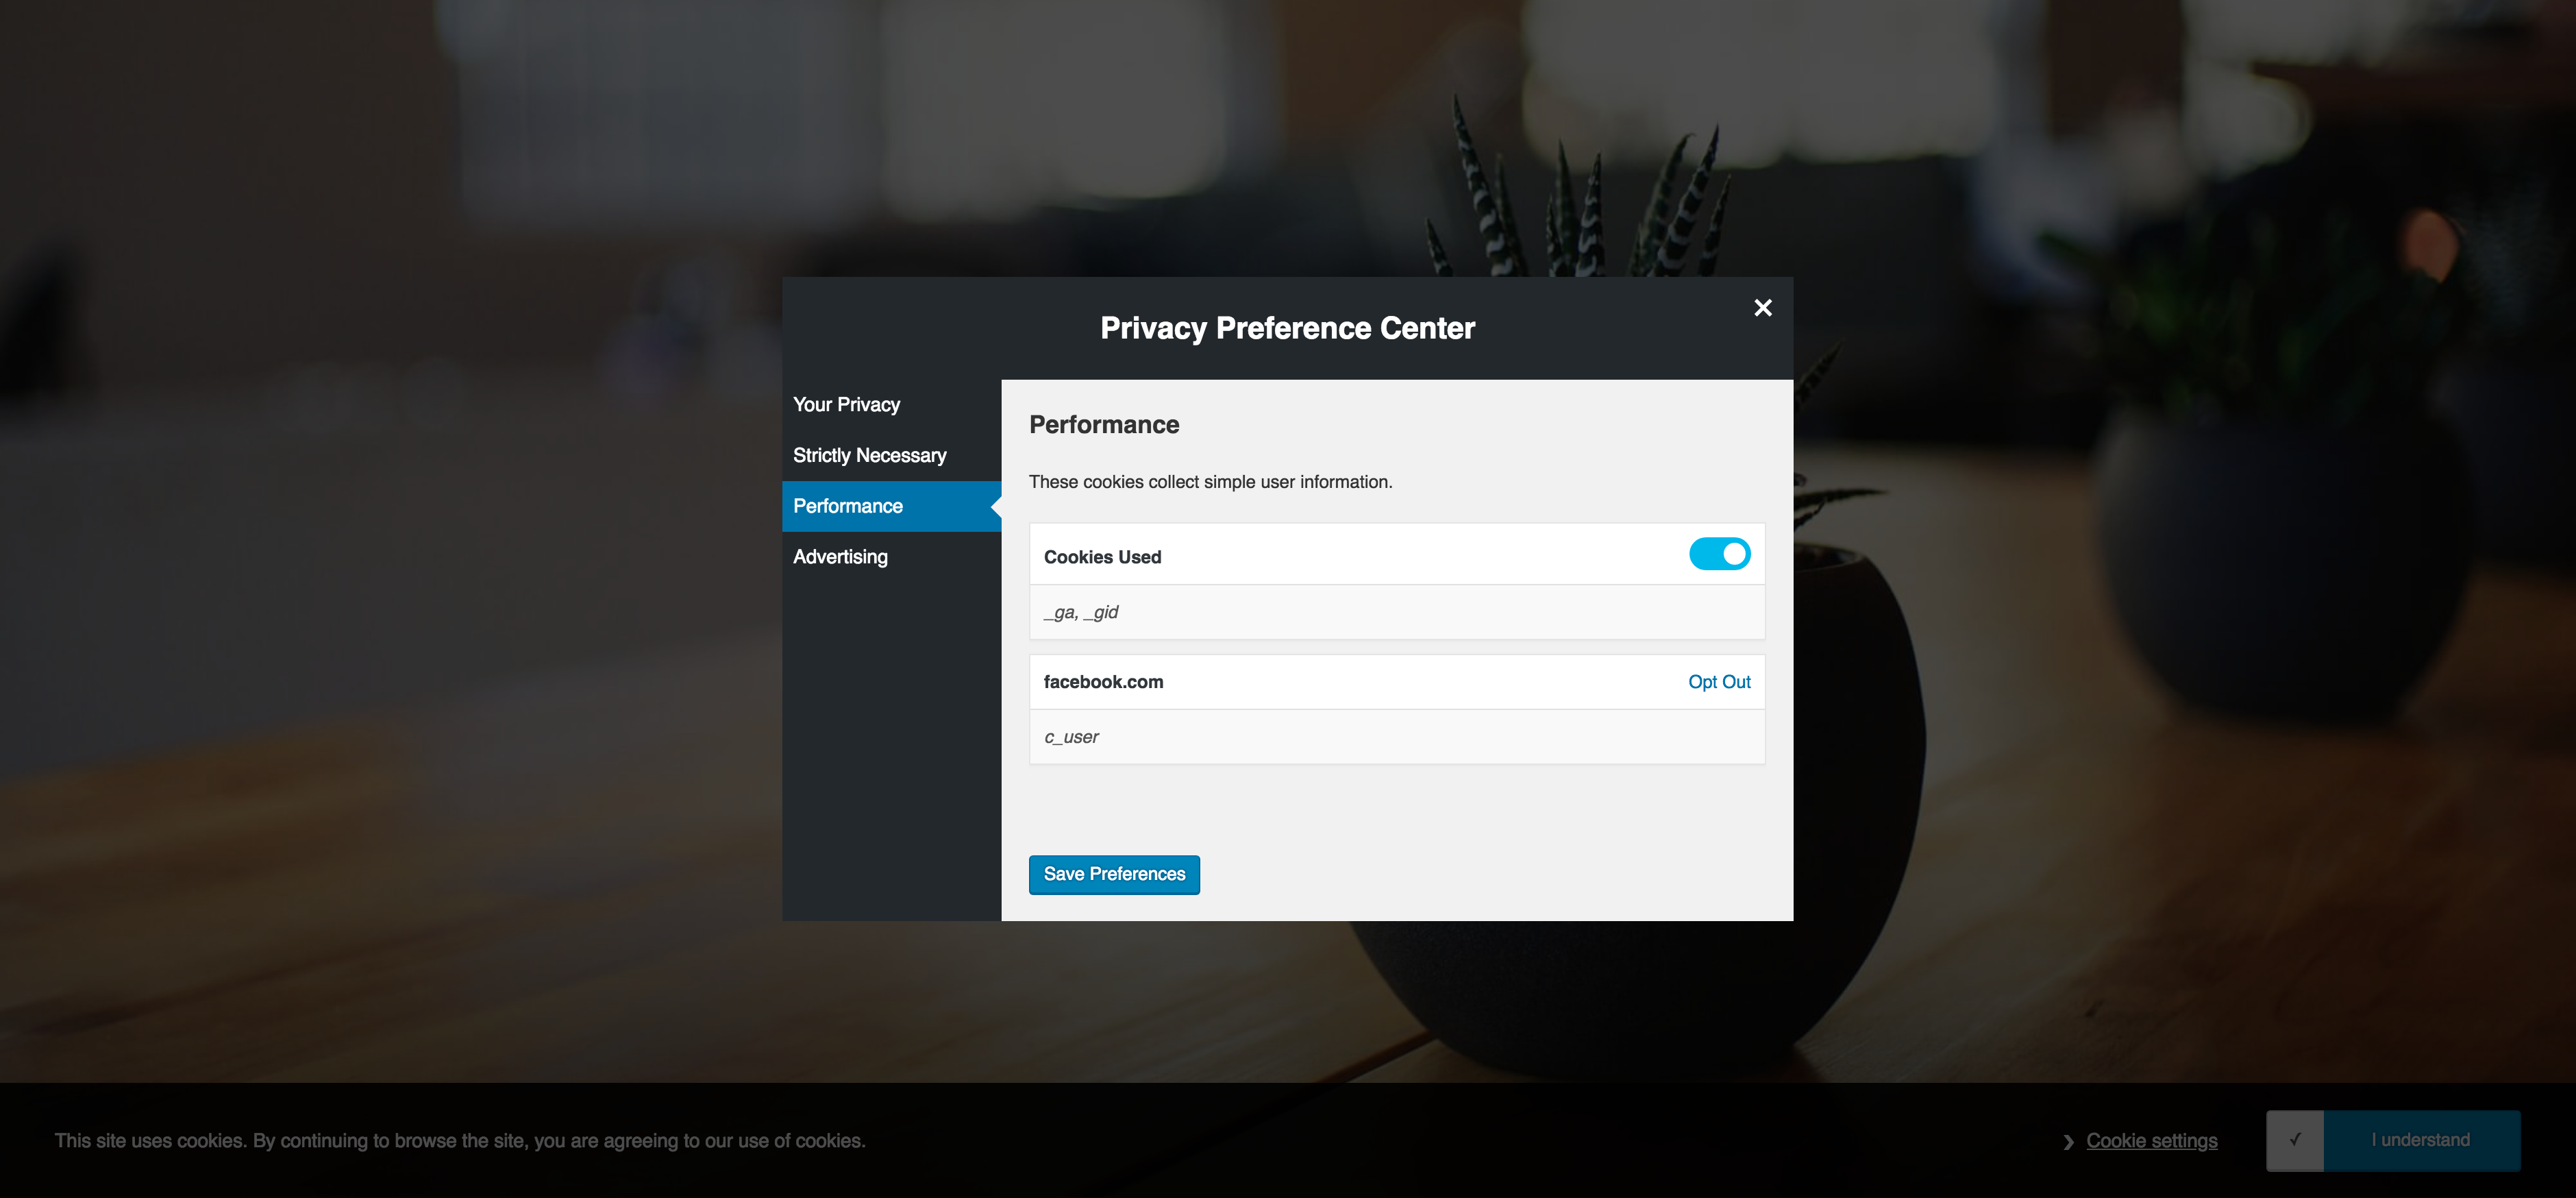 Privacy Preference Center
Your Privacy
Strictly Necessary
Performance
Advertising
Performance
These cookies collect simple user information.
Cookies Used
_ga, _gid
facebook.com
Opt Out
c_user
Save Preferences
This site uses cookies. By continuing to browse the site, you are agreeing to our use of cookies.
Cookie settings
I understand